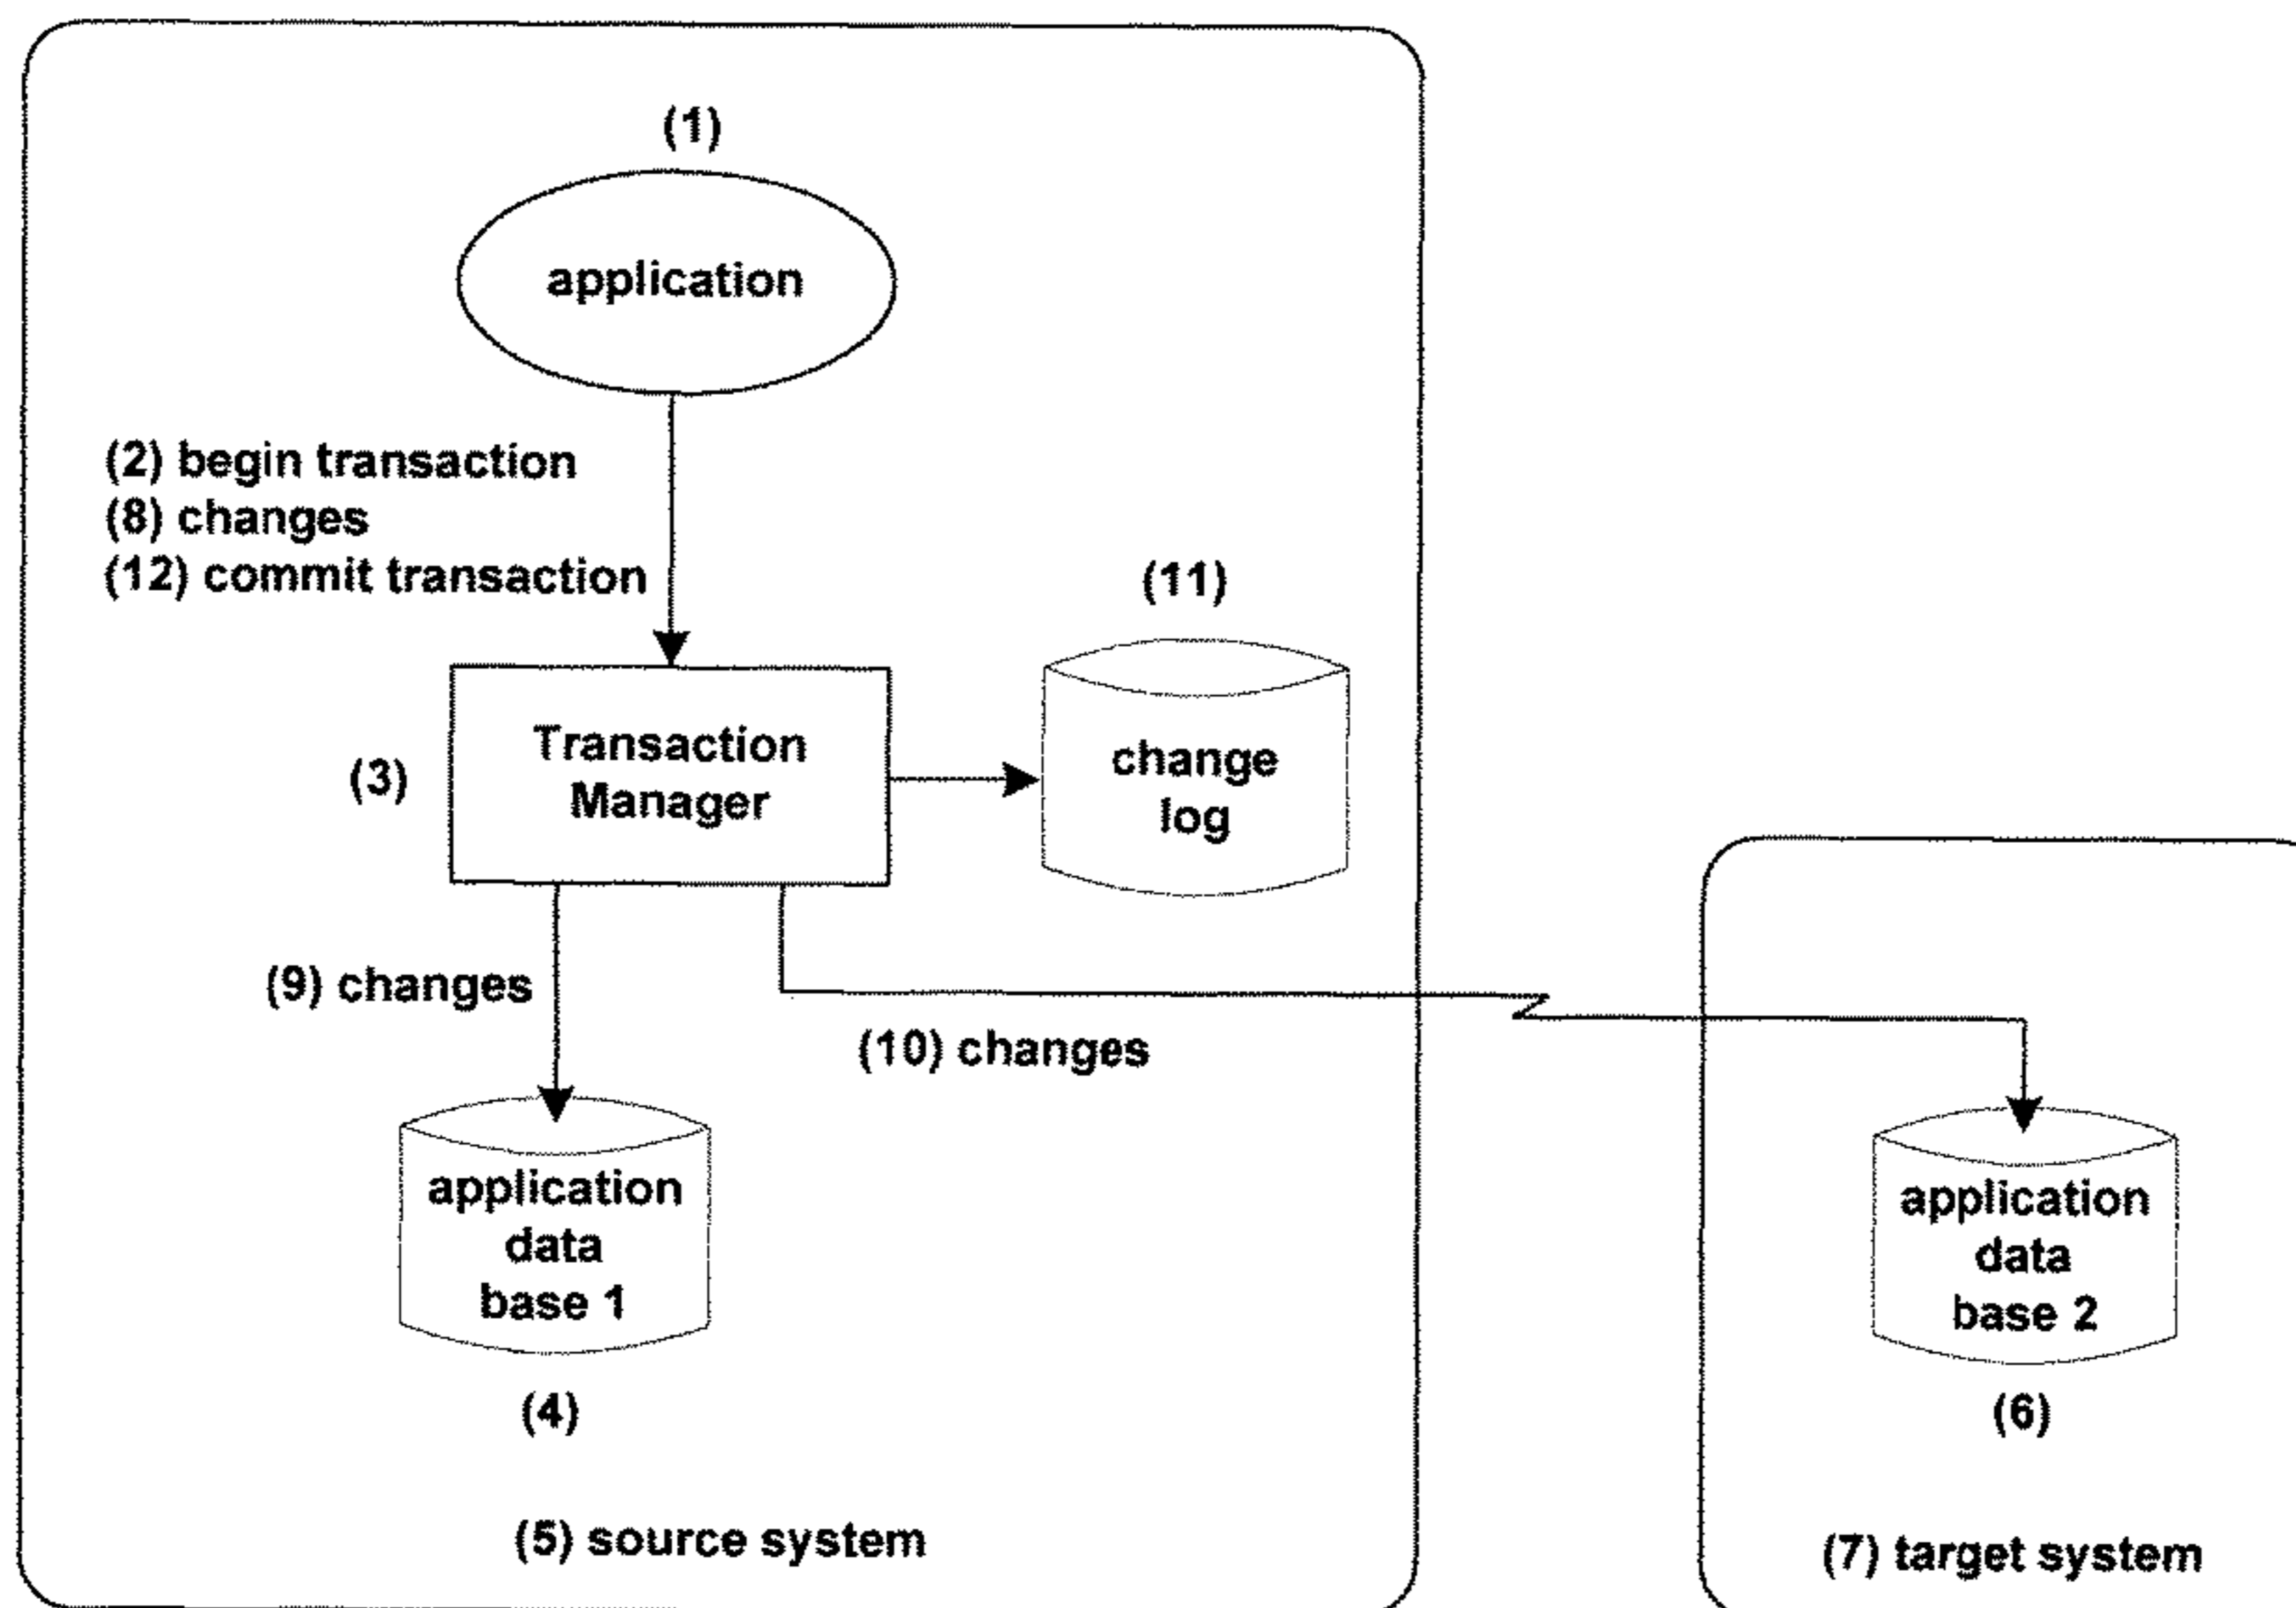 (1)
application
(2) begin transaction
(8) changes
(12) commit transaction
(11)
(3)
Transaction
Manager
change
log
(9) changes
(10) changes
application
data
base 1
(4)
application
data
base 2
(6)
(5) source system
(7) target system